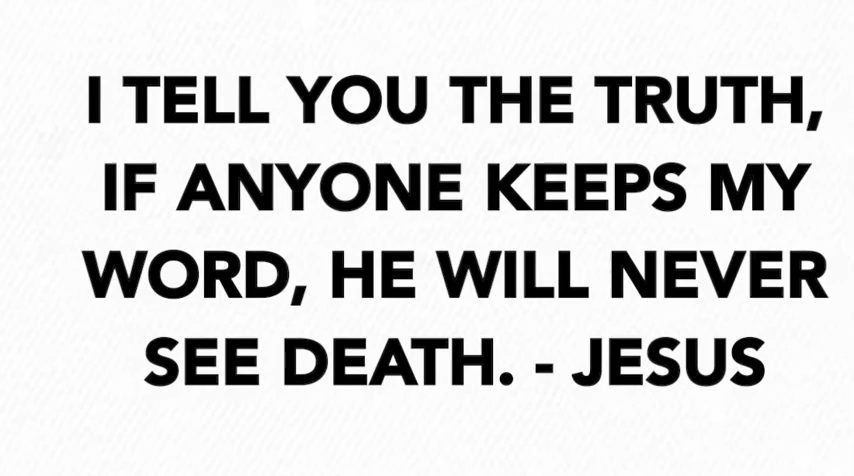 I TELL YOU THE TRUTH,
IF ANYONE KEEPS MY
WORD, HE WILL NEVER
SEE DEATH. - JESUS